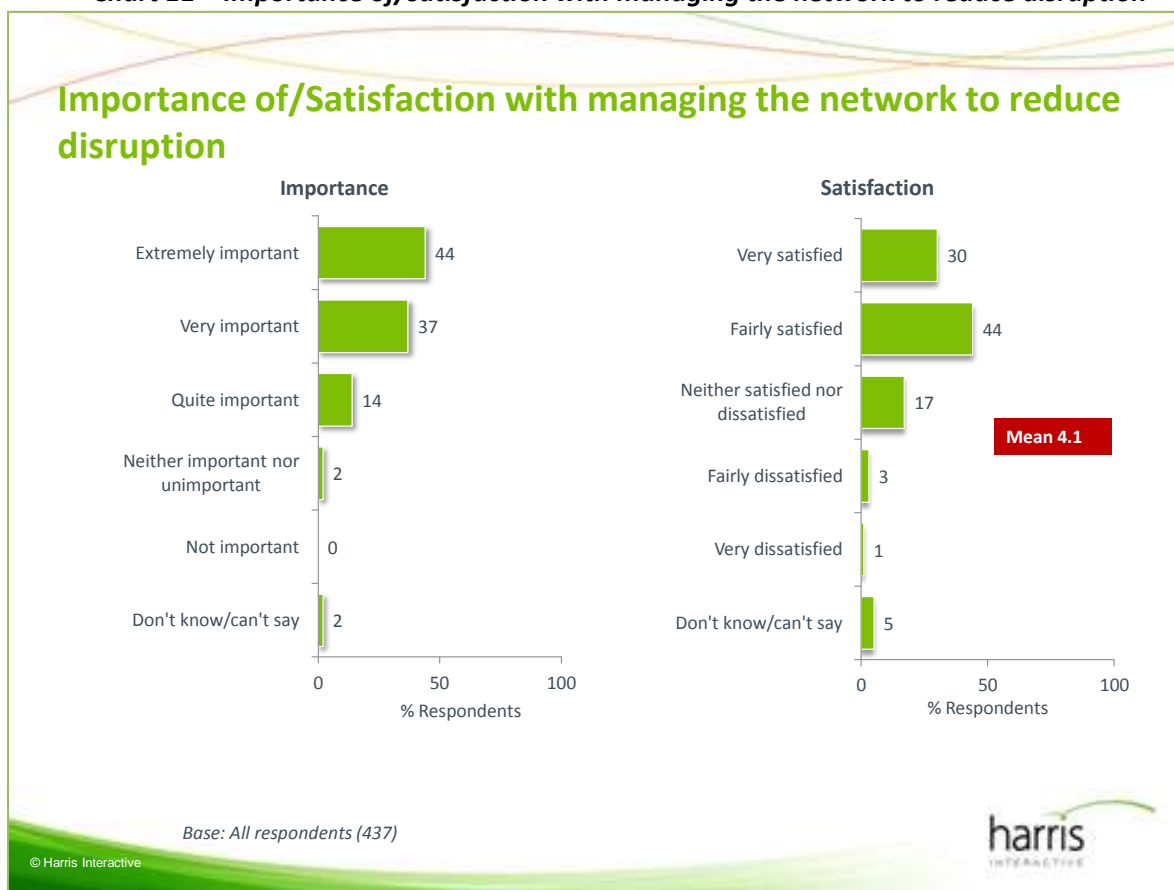 Importance of/Satisfaction with managing the network to reduce
disruption
Importance
Extremely important
44
Very important
37
Quite important
14
Neither important nor
unimportant
2
Not important
0
Don't know/can't say
2
0
50
100
% Respondents
Satisfaction
Very satisfied
30
Fairly satisfied
44
Neither satisfied nor
dissatisfied
17
Fairly dissatisfied
3
Very dissatisfied
1
Don't know/can't say
5
0
50
100
% Respondents
Mean 4.1
Base: All respondents (437)
© Harris Interactive
harris
INTERACTIVE